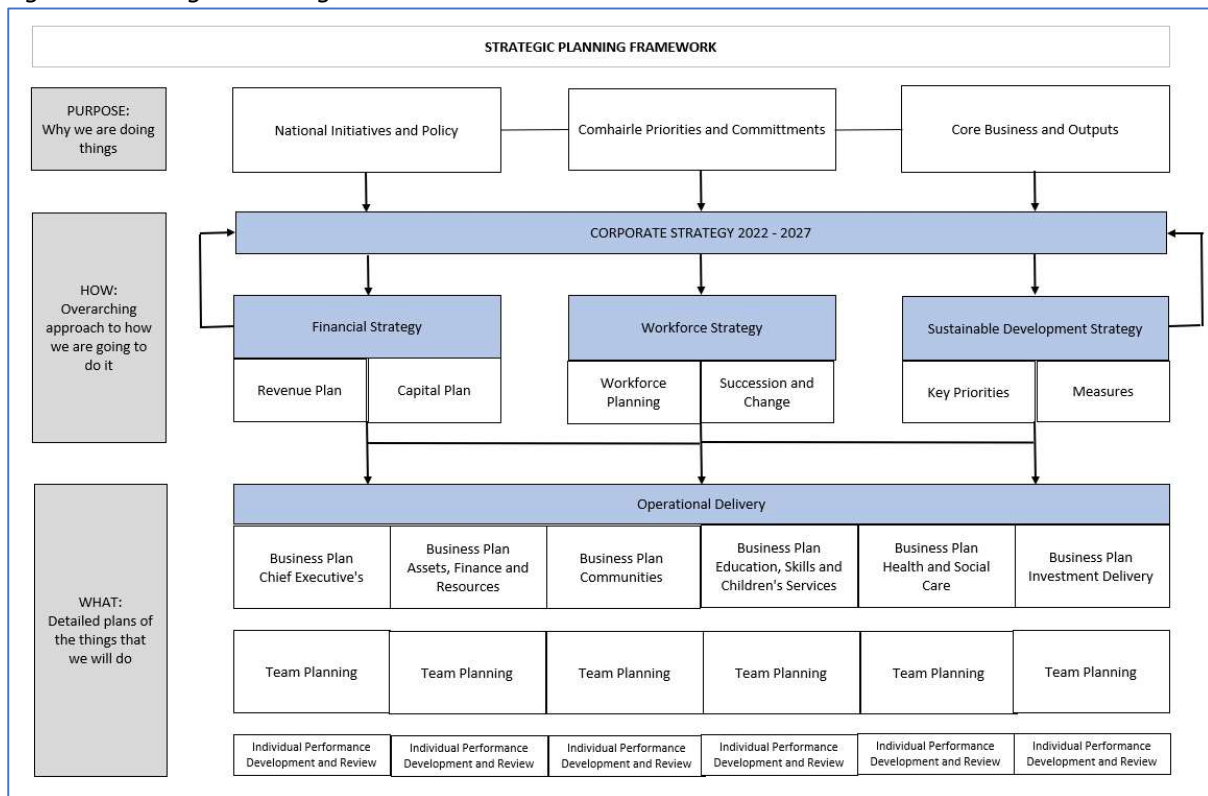 STRATEGIC PLANNING FRAMEWORK
PURPOSE:
Why we are doing
things
National Initiatives and Policy
Comhairle Priorities and Committments
Core Business and Outputs
CORPORATE STRATEGY 2022 - 2027
HOW:
Overarching
approach to how
we are going to
do it
Financial Strategy
Workforce Strategy
Sustainable Development Strategy
Revenue Plan
Capital Plan
Workforce
Planning
Succession and
Change
Key Priorities
Measures
Operational Delivery
WHAT:
Detailed plans of
the things that
we will do
Business Plan
Chief Executive's
Business Plan
Assets, Finance and
Resources
Business Plan
Communities
Business Plan
Education, Skills and
Children's Services
Business Plan
Health and Social
Care
Business Plan
Investment Delivery
Team Planning
Team Planning
Team Planning
Team Planning
Team Planning
Team Planning
Individual Performance
Development and Review
Individual Performance
Development and Review
Individual Performance
Development and Review
Individual Performance
Development and Review
Individual Performance
Development and Review
Individual Performance
Development and Review